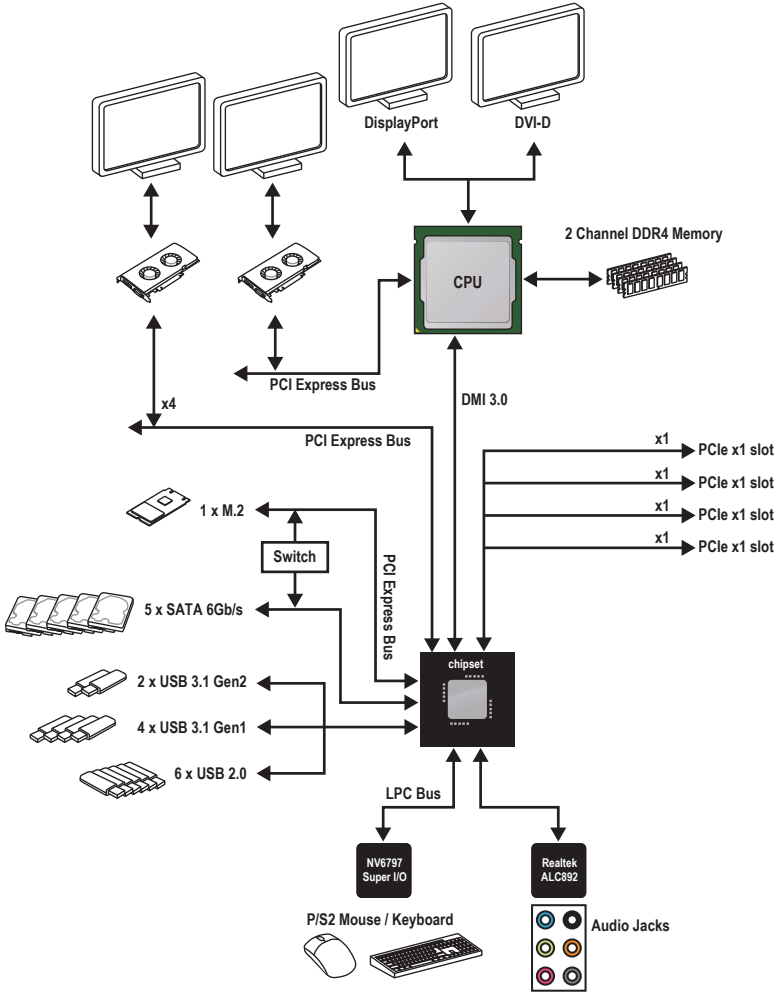 DisplayPort
DVI-D
2 Channel DDR4 Memory
CPU
PCI Express Bus
x4
DMI 3.0
PCI Express Bus
x1
PCIe x1 slot
x1
PCIe x1 slot
x1
PCIe x1 slot
x1
PCIe x1 slot
1 x M.2
Switch
PCI Express Bus
5 x SATA 6Gb/s
chipset
2 x USB 3.1 Gen2
4 x USB 3.1 Gen1
6 x USB 2.0
LPC Bus
NV6797
Super I/O
Realtek
ALC892
P/S2 Mouse / Keyboard
Audio Jacks